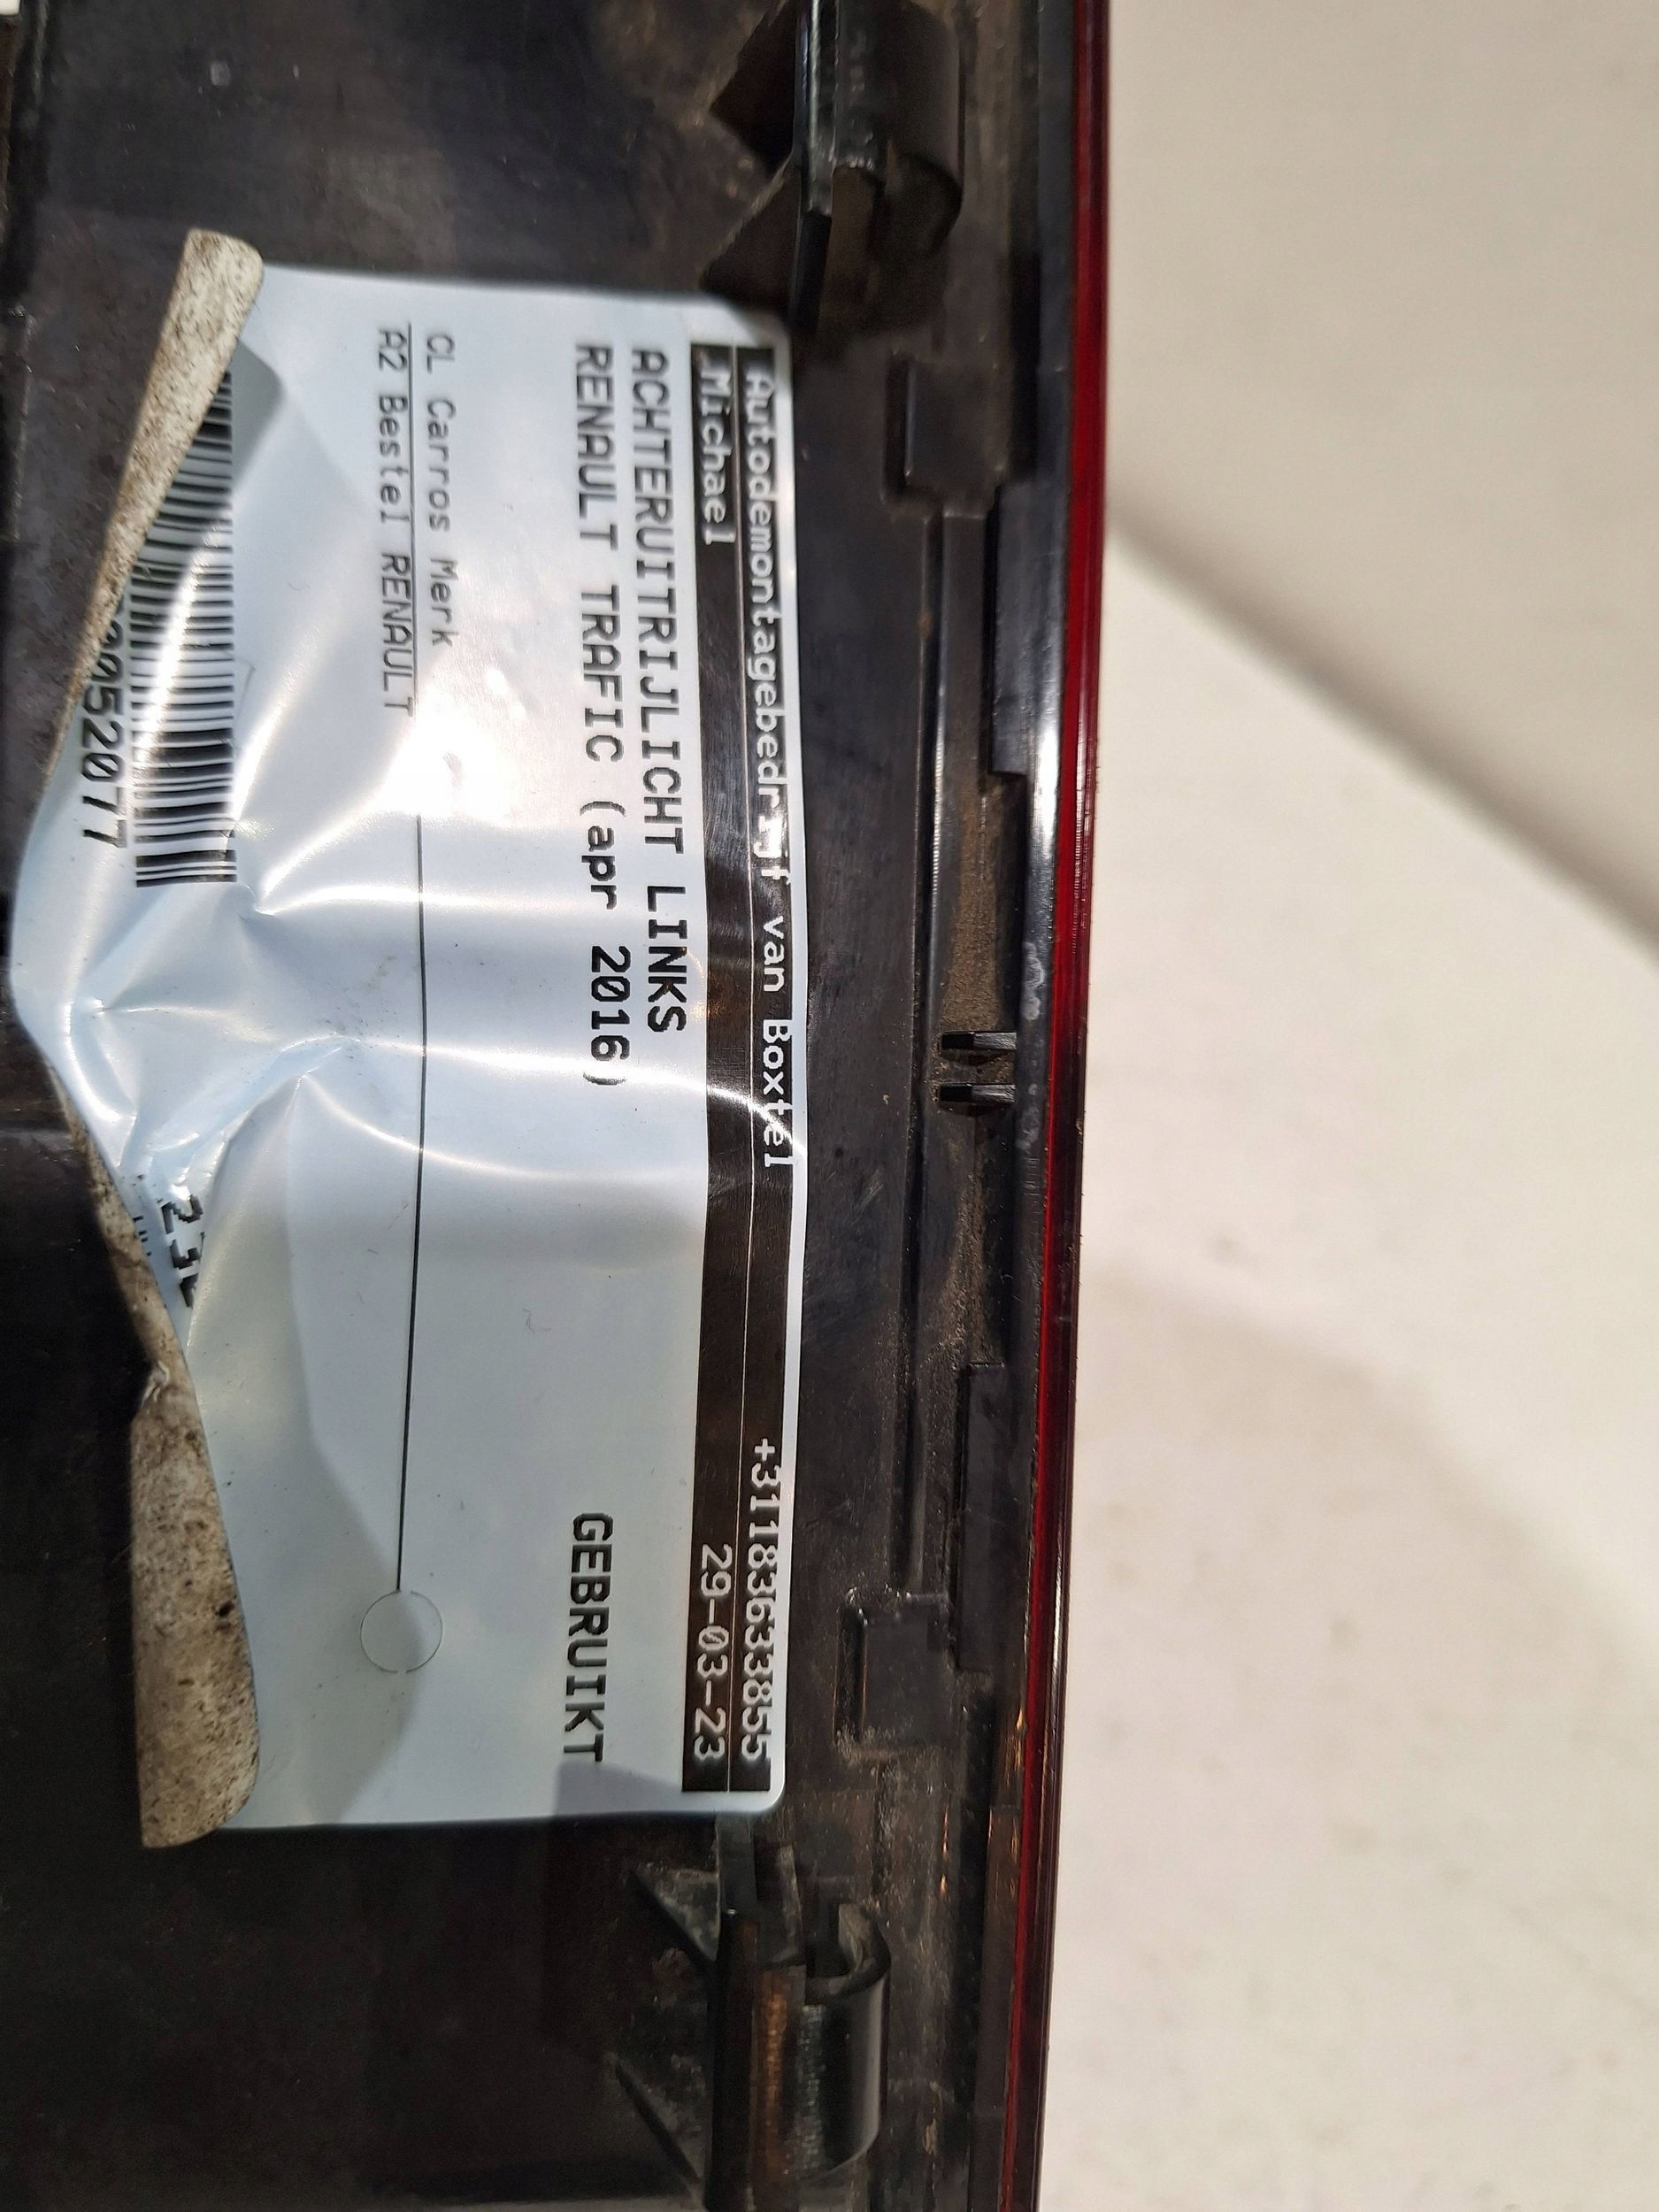 Autodemontagebedrijf van Boxtel +31183633855
Michael 29-03-23
ACHTERUITRIJLICHT LINKS
RENAULT TRAFIC (apr 2016) GEBRUIKT
CL Carros Merk
A2 Bestel RENAULT